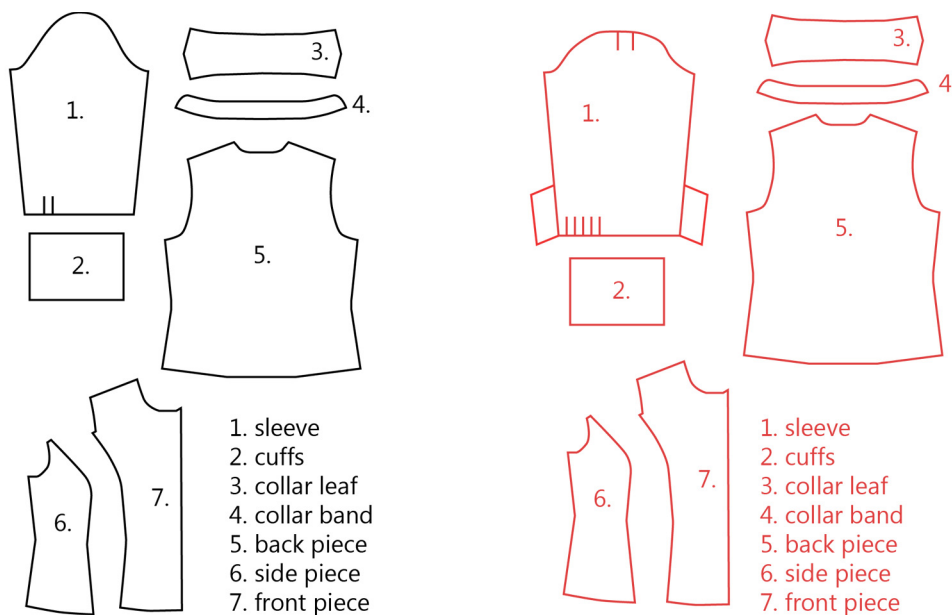 3.
4.
1.
5.
2.
7.
6.
1. sleeve
2. cuffs
3. collar leaf
4. collar band
5. back piece
6. side piece
7. front piece
3.
4
1.
5.
2.
7.
6.
1. sleeve
2. cuffs
3. collar leaf
4. collar band
5. back piece
6. side piece
7. front piece